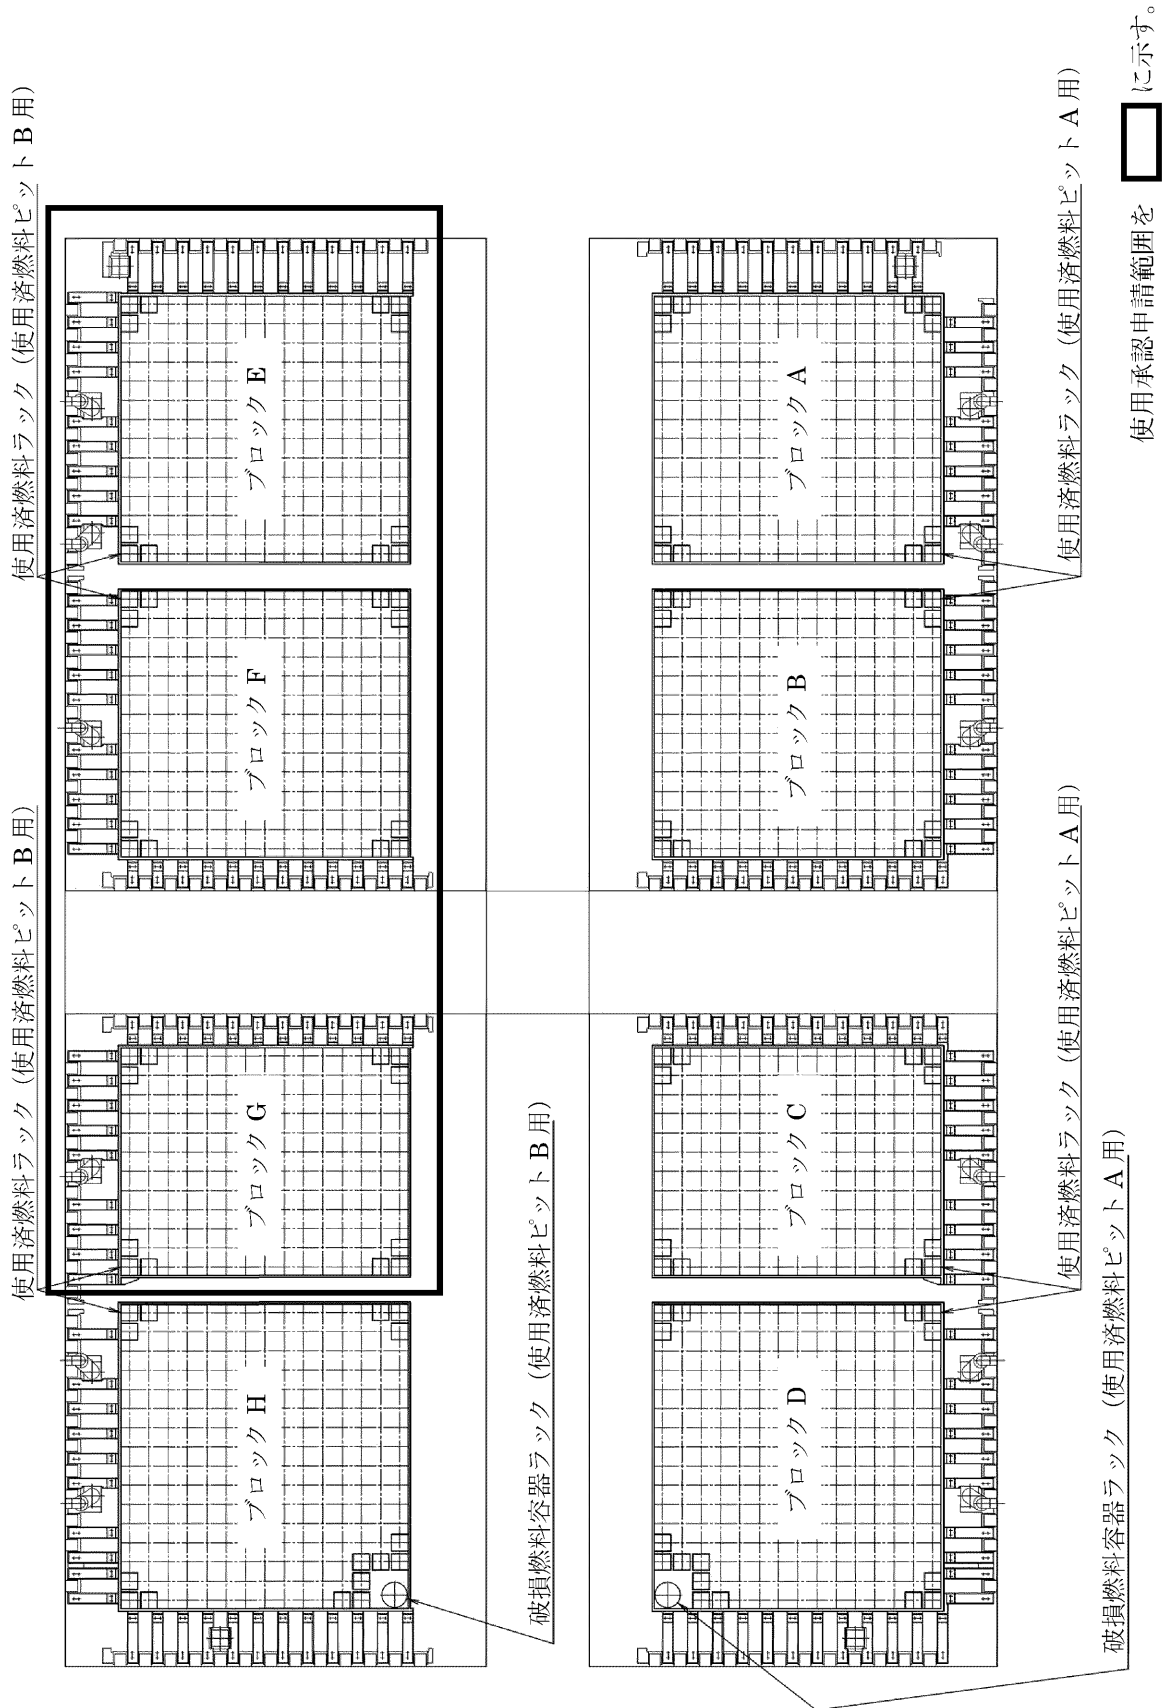 使用済燃料ラック（使用済燃料ピットB用）
使用済燃料ラック（使用済燃料ピットB用）
ブロックH
ブロックG
ブロックF
ブロックE
破損燃料容器ラック（使用済燃料ピットB用）
ブロックD
ブロックC
ブロックB
ブロックA
使用済燃料ラック（使用済燃料ピットA用）
使用済燃料ラック（使用済燃料ピットA用）
破損燃料容器ラック（使用済燃料ピットA用）
使用承認申請範囲を に示す。